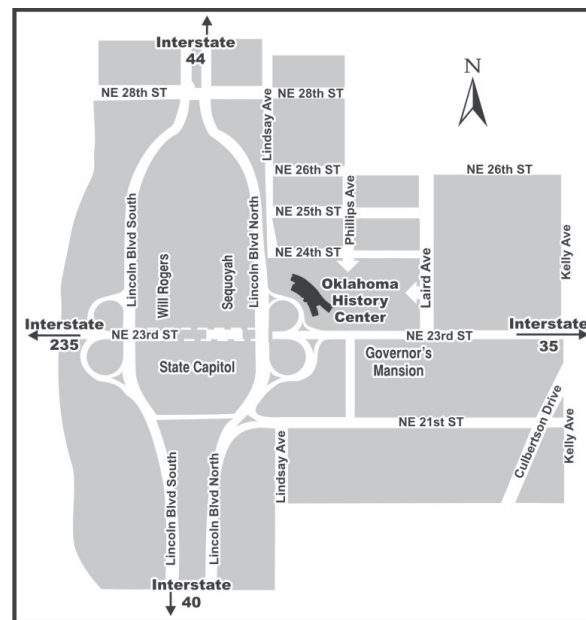 Interstate
44
N
NE 28th ST
NE 28th ST
Lindsay Ave
NE 26th ST
NE 26th ST
Phillips Ave
NE 25th ST
NE 24th ST
Kelly Ave
Lincoln Blvd South
Will Rogers
Sequoyah
Lincoln Blvd North
Oklahoma
History
Center
Laird Ave
Interstate
235
NE 23rd ST
NE 23rd ST
Interstate
35
State Capitol
Governor's
Mansion
NE 21st ST
Culbertson Drive
Kelly Ave
Lindsay Ave
Lincoln Blvd South
Lincoln Blvd North
Interstate
40